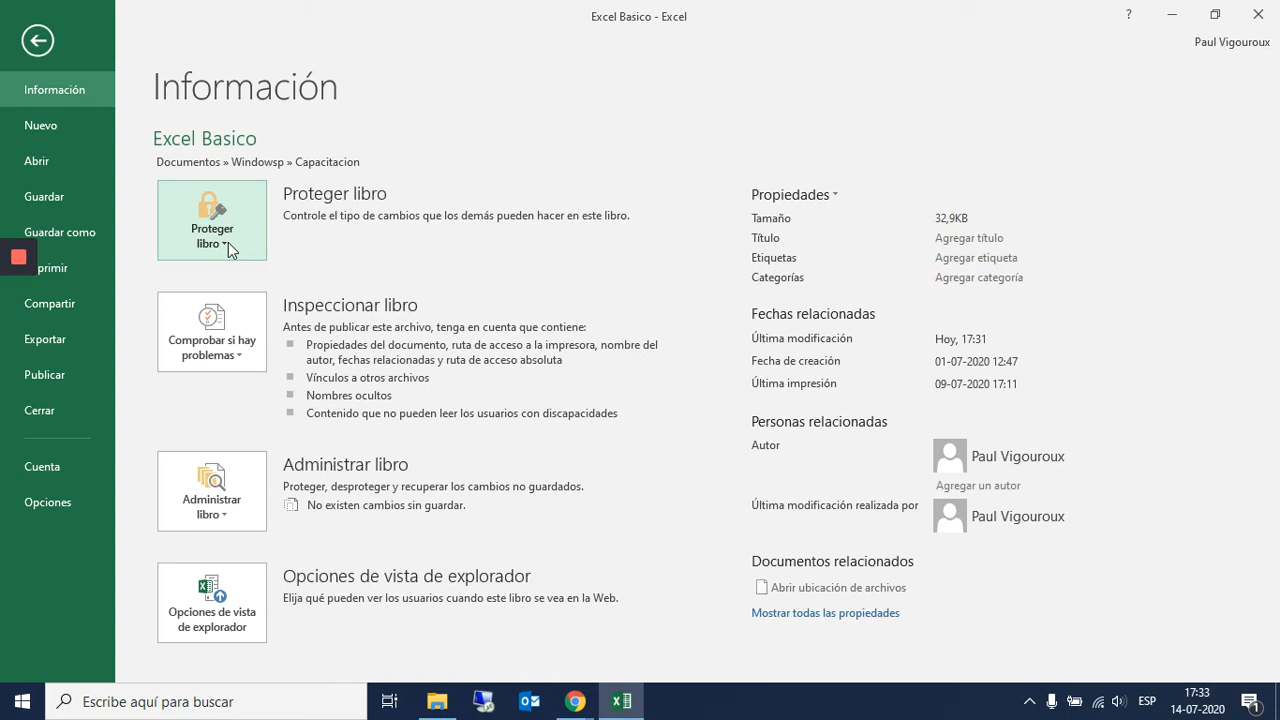 Excel Basico - Excel
?
Paul Vigouroux
Información
Nuevo
Abrir
Guardar
Guardar como
primir
Compartir
Exportar
Publicar
Cerrar
Cuenta
Opciones
Información
Excel Basico
Documentos » Windowsp » Capacitacion
Proteger
libro
Proteger libro
Controle el tipo de cambios que los demás pueden hacer en este libro.
Comprobar si hay
problemas
Inspeccionar libro
Antes de publicar este archivo, tenga en cuenta que contiene:
Propiedades del documento, ruta de acceso a la impresora, nombre del
autor, fechas relacionadas y ruta de acceso absoluta
Vínculos a otros archivos
Nombres ocultos
Contenido que no pueden leer los usuarios con discapacidades
Administrar
libro
Administrar libro
Proteger, desproteger y recuperar los cambios no guardados.
No existen cambios sin guardar.
Opciones de vista
de explorador
Opciones de vista de explorador
Elija qué pueden ver los usuarios cuando este libro se vea en la Web.
Propiedades
Tamaño 32,9KB
Título Agregar título
Etiquetas Agregar etiqueta
Categorías Agregar categoría
Fechas relacionadas
Última modificación Hoy, 17:31
Fecha de creación 01-07-2020 12:47
Última impresión 09-07-2020 17:11
Personas relacionadas
Autor Paul Vigouroux
Agregar un autor
Última modificación realizada por Paul Vigouroux
Documentos relacionados
Abrir ubicación de archivos
Mostrar todas las propiedades
Escribe aquí para buscar
ESP
17:33
14-07-2020
1